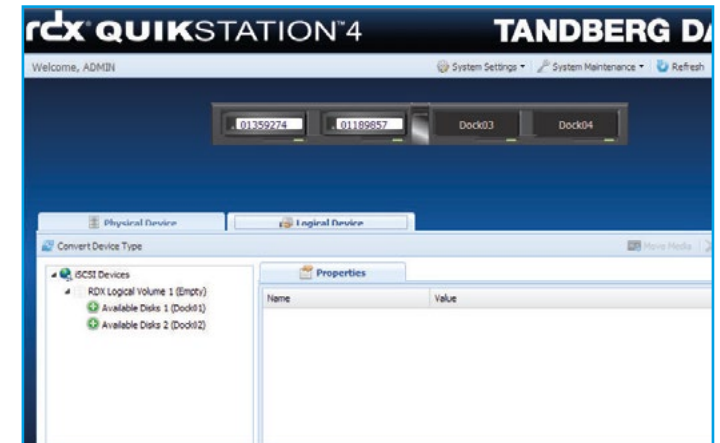 rdx QUIKSTATION™4 TANDBERG DA
Welcome, ADMIN System Settings System Maintenance Refresh
01359274 01189857 Dock03 Dock04
Physical Device Logical Device
Convert Device Type Move Media
iSCSI Devices Properties
RDX Logical Volume 1 (Empty) Name Value
Available Disks 1 (Dock01)
Available Disks 2 (Dock02)